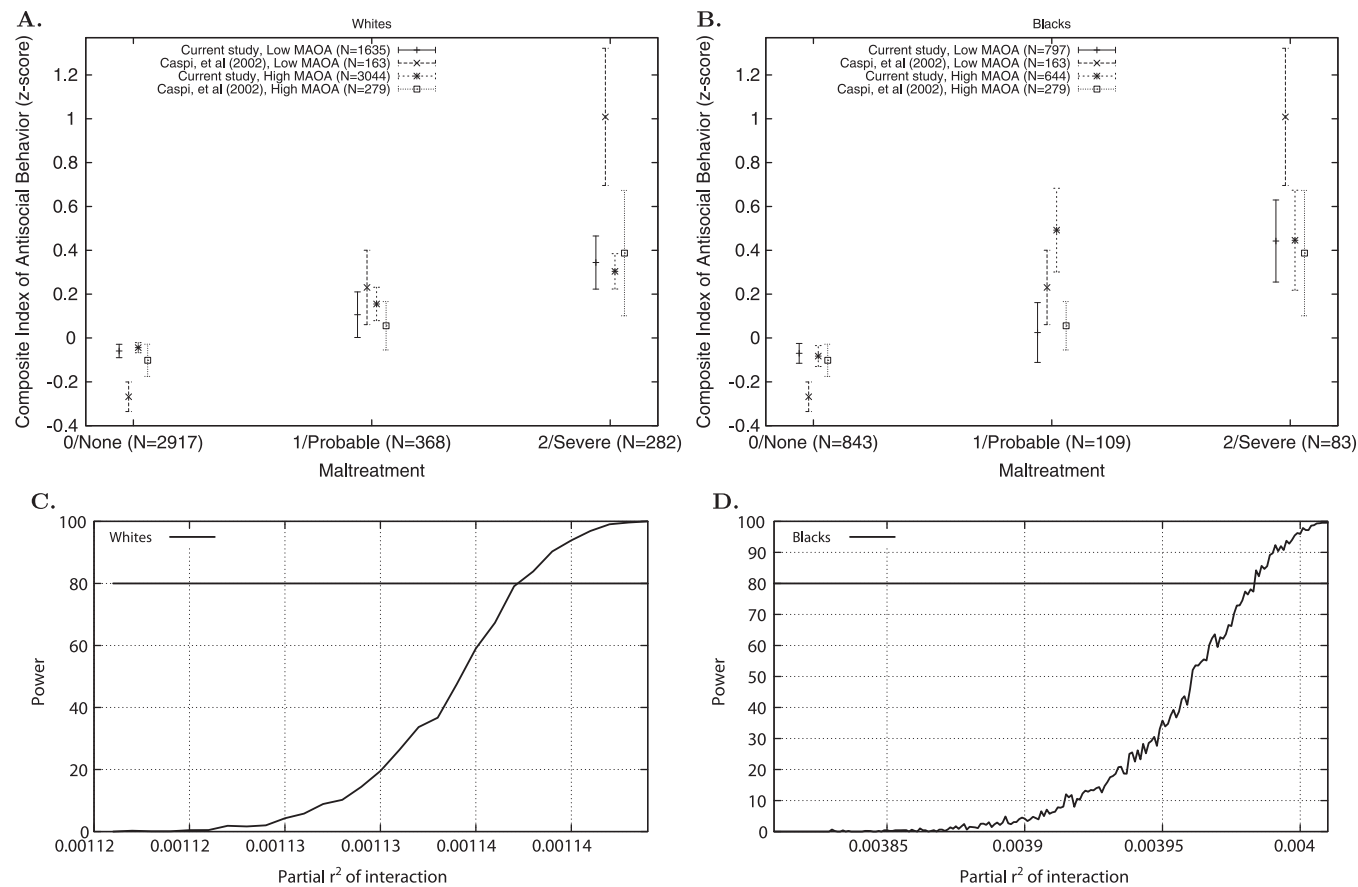 A.
Whites
Current study, Low MAOA (N=1635)
Caspi, et al (2002), Low MAOA (N=163)
Current study, High MAOA (N=3044)
Caspi, et al (2002), High MAOA (N=279)
Composite Index of Antisocial Behavior (z-score)
1.2
1
0.8
0.6
0.4
0.2
0
-0.2
-0.4
0/None (N=2917)
1/Probable (N=368)
2/Severe (N=282)
Maltreatment
B.
Blacks
Current study, Low MAOA (N=797)
Caspi, et al (2002), Low MAOA (N=163)
Current study, High MAOA (N=644)
Caspi, et al (2002), High MAOA (N=279)
Composite Index of Antisocial Behavior (z-score)
1.2
1
0.8
0.6
0.4
0.2
0
-0.2
-0.4
0/None (N=843)
1/Probable (N=109)
2/Severe (N=83)
Maltreatment
C.
Whites
Power
100
80
60
40
20
0
0.00112
0.00112
0.00113
0.00113
0.00114
0.00114
Partial r² of interaction
D.
Blacks
Power
100
90
80
70
60
50
40
30
20
10
0
0.00385
0.0039
0.00395
0.004
Partial r² of interaction